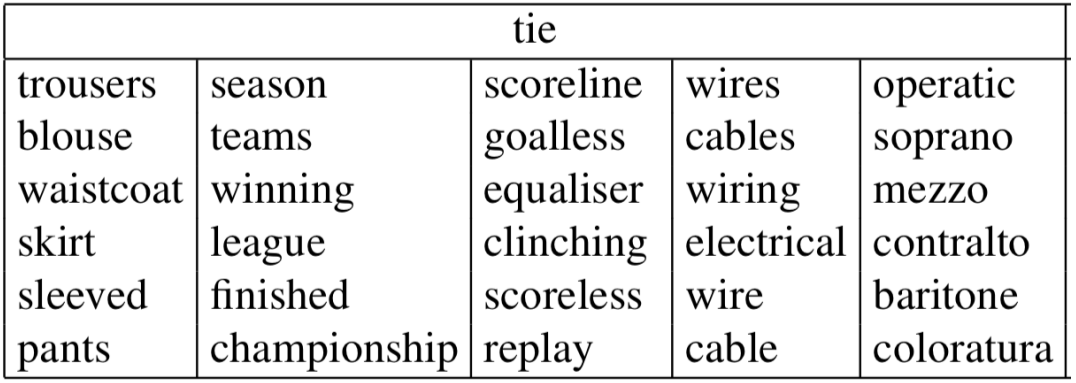 tie
trousers season scoreline wires operatic
blouse teams goalless cables soprano
waistcoat winning equaliser wiring mezzo
skirt league clinching electrical contralto
sleeved finished scoreless wire baritone
pants championship replay cable coloratura